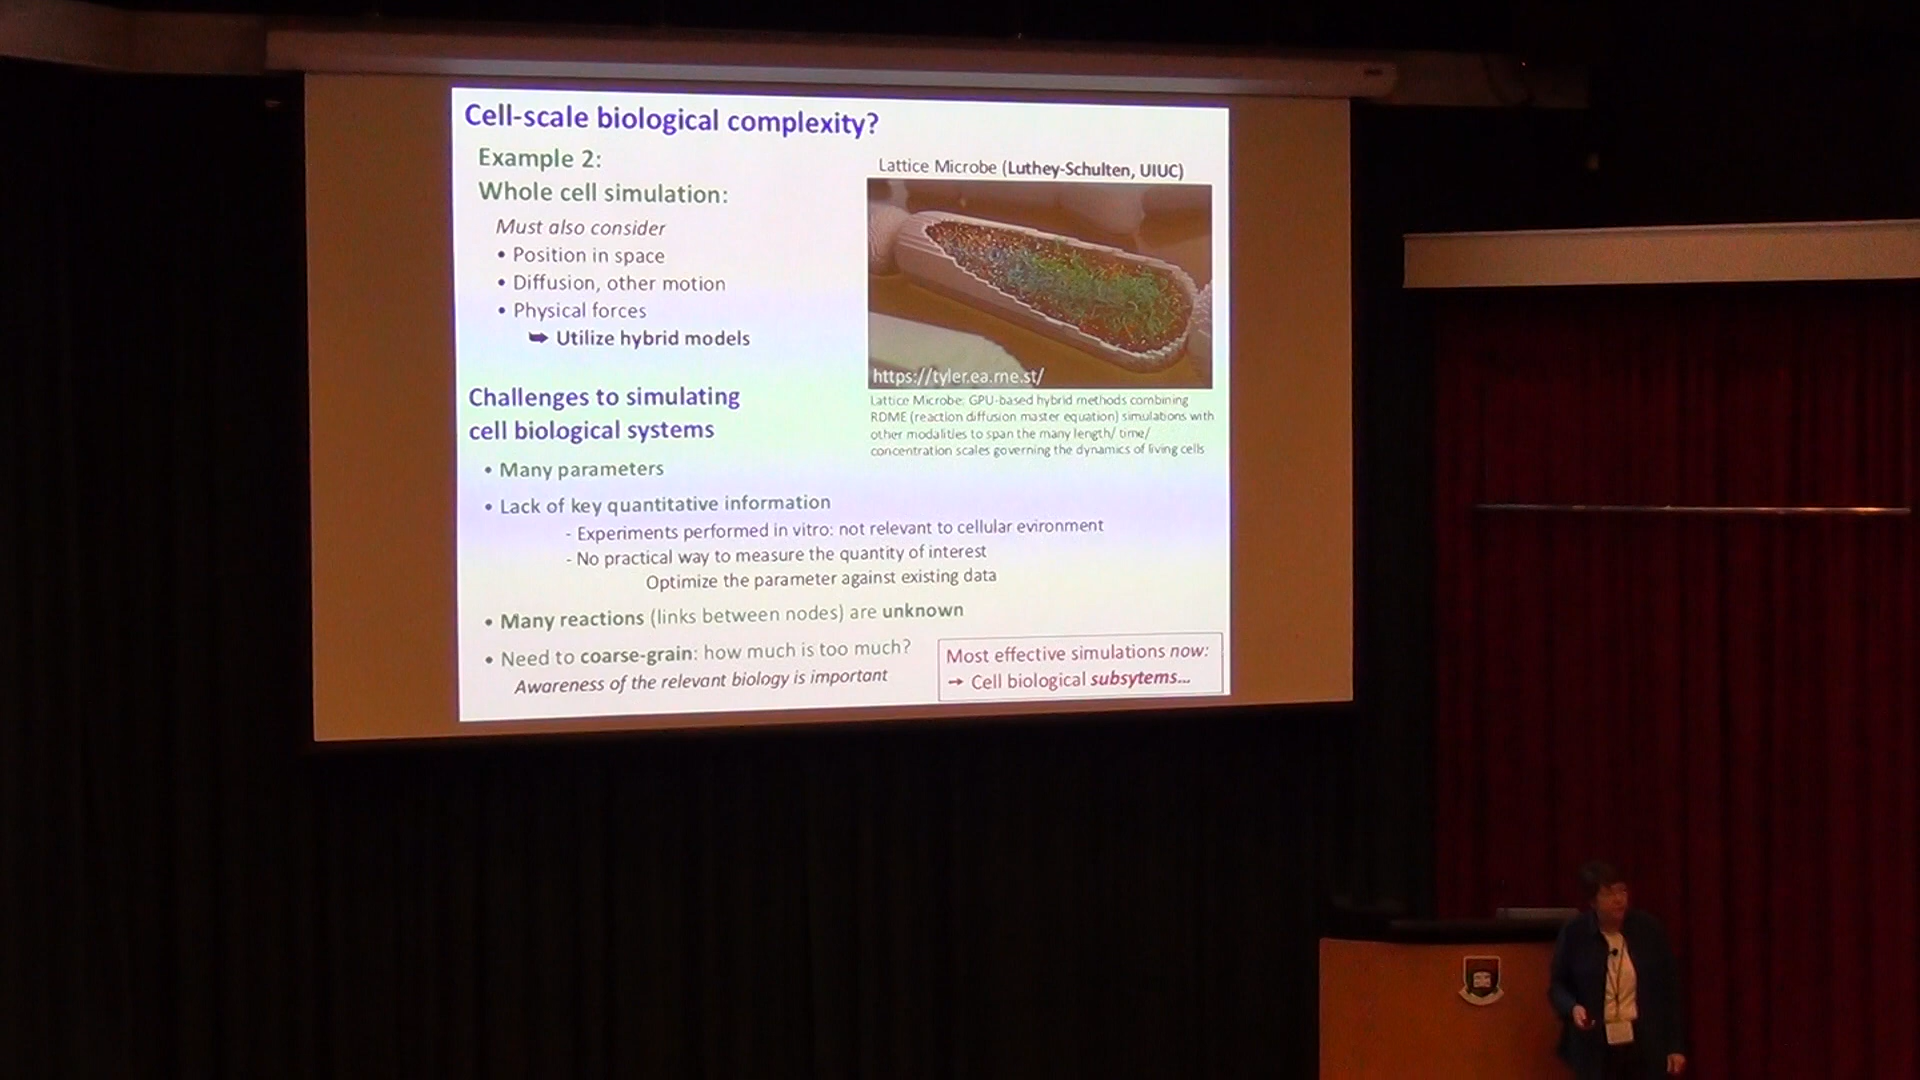 Cell-scale biological complexity?
Example 2:
Whole cell simulation:
Must also consider
• Position in space
• Diffusion, other motion
• Physical forces
➥ Utilize hybrid models
Lattice Microbe (Luthey-Schulten, UIUC)
https://tyler.ea.rne.st/
Lattice Microbe: GPU-based hybrid methods combining
RDME (reaction diffusion master equation) simulations with
other modalities to span the many length/ time/
concentration scales governing the dynamics of living cells
Challenges to simulating
cell biological systems
• Many parameters
• Lack of key quantitative information
- Experiments performed in vitro: not relevant to cellular evironment
- No practical way to measure the quantity of interest
Optimize the parameter against existing data
• Many reactions (links between nodes) are unknown
• Need to coarse-grain: how much is too much?
Awareness of the relevant biology is important
Most effective simulations now:
→ Cell biological subsytems...